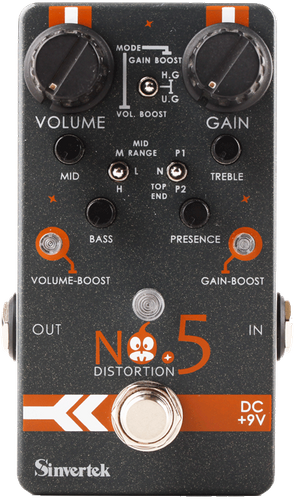 MODE
GAIN BOOST
H.G
U.G
VOL. BOOST
VOLUME
GAIN
MID
M RANGE
L
H
P1
N
P2
TOP
END
MID
TREBLE
BASS
PRESENCE
VOLUME-BOOST
GAIN-BOOST
OUT
IN
NO.5
DISTORTION
DC
+9V
Sinvertek